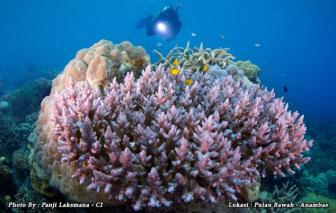 Photo By : Panji Laksmana - CI
Lokasi : Pulau Bawah - Anambas